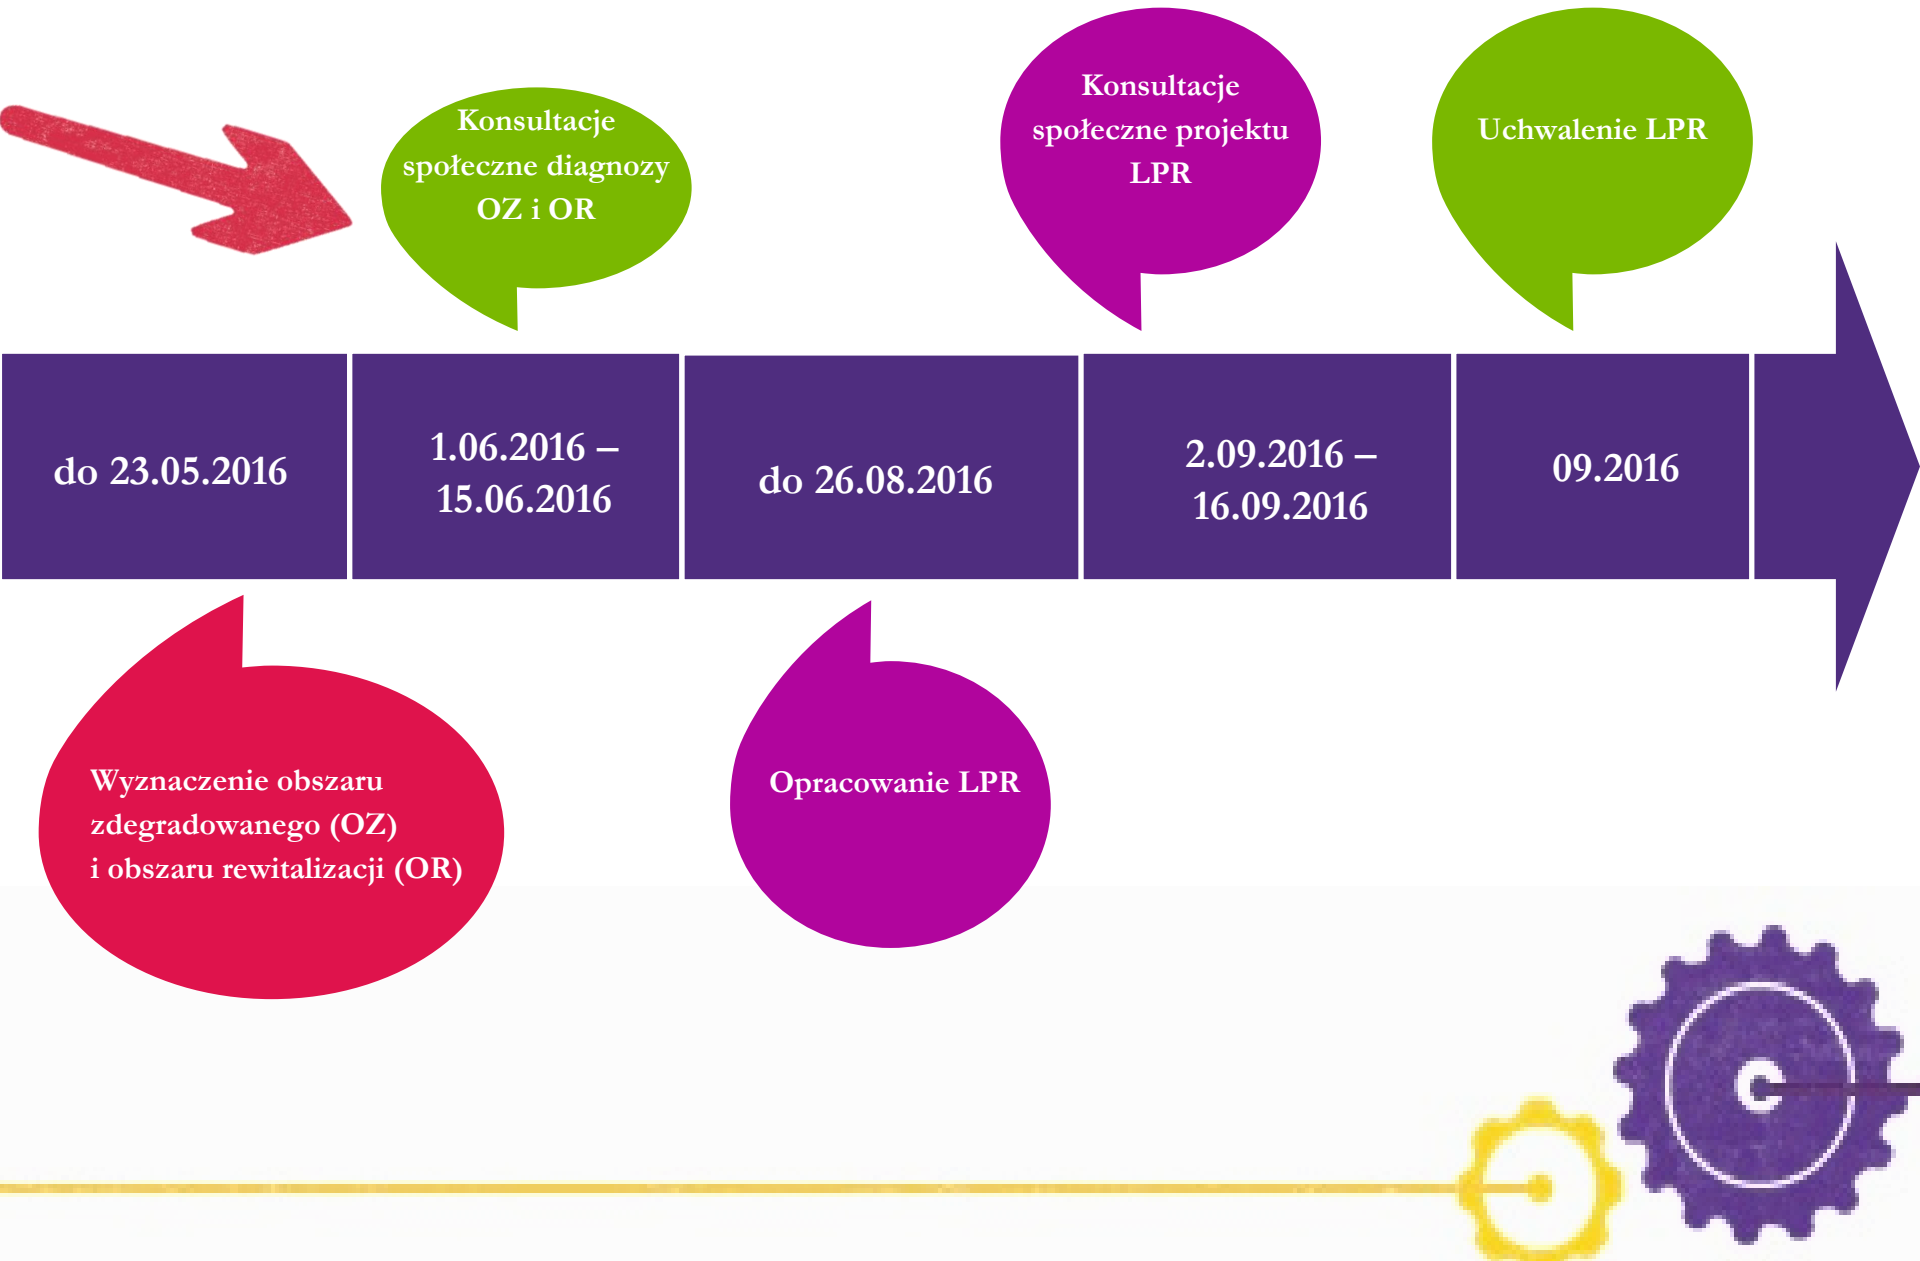 Konsultacje
społeczne diagnozy
OZ i OR
Konsultacje
społeczne projektu
LPR
Uchwalenie LPR
do 23.05.2016
1.06.2016 –
15.06.2016
do 26.08.2016
2.09.2016 –
16.09.2016
09.2016
Wyznaczenie obszaru
zdegradowanego (OZ)
i obszaru rewitalizacji (OR)
Opracowanie LPR